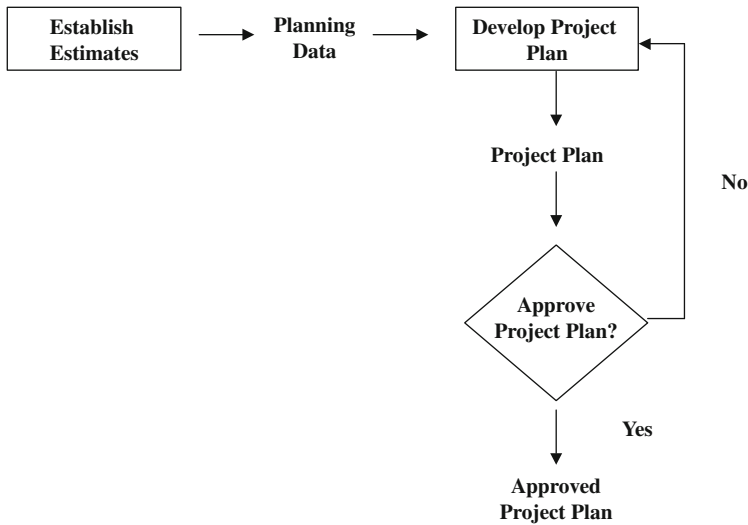 Establish
Estimates
Planning
Data
Develop Project
Plan
Project Plan
No
Approve
Project Plan?
Yes
Approved
Project Plan